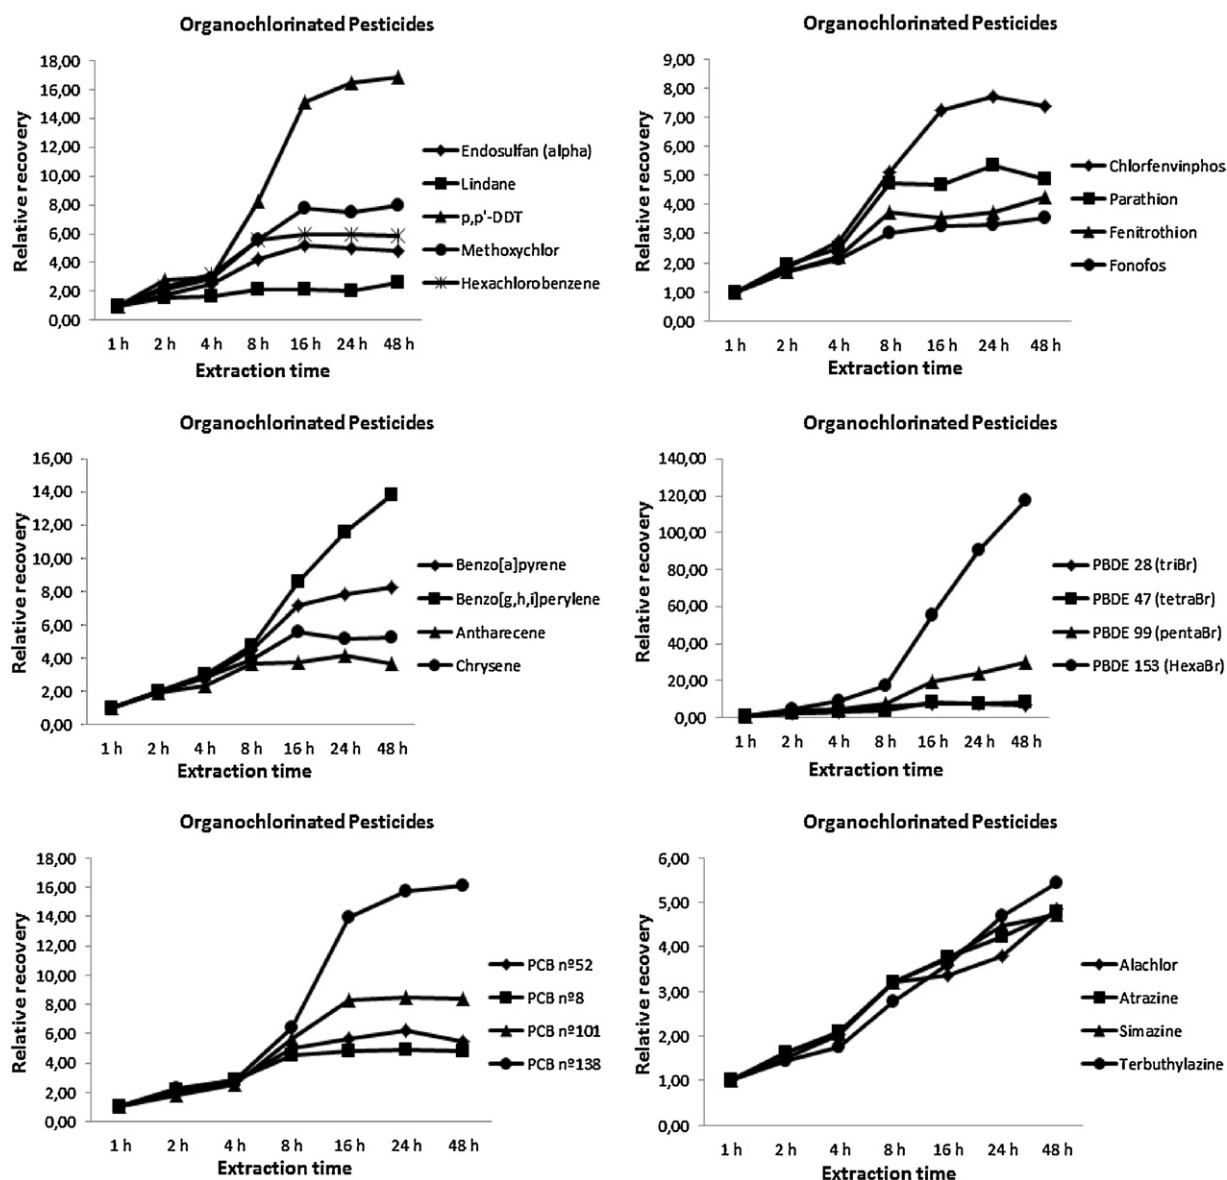 Organochlorinated Pesticides
18,00
16,00
14,00
12,00
10,00
8,00
6,00
4,00
2,00
0,00
Relative recovery
1 h 2 h 4 h 8 h 16 h 24 h 48 h
Extraction time
Endosulfan (alpha)
Lindane
p,p'-DDT
Methoxychlor
Hexachlorobenzene
Organochlorinated Pesticides
9,00
8,00
7,00
6,00
5,00
4,00
3,00
2,00
1,00
0,00
Relative recovery
1 h 2 h 4 h 8 h 16 h 24 h 48 h
Extraction time
Chlorfenvinphos
Parathion
Fenitrothion
Fonofos
Organochlorinated Pesticides
16,00
14,00
12,00
10,00
8,00
6,00
4,00
2,00
0,00
Relative recovery
1 h 2 h 4 h 8 h 16 h 24 h 48 h
Extraction time
Benzo[a]pyrene
Benzo[g,h,i]perylene
Antharecene
Chrysene
Organochlorinated Pesticides
140,00
120,00
100,00
80,00
60,00
40,00
20,00
0,00
Relative recovery
1 h 2 h 4 h 8 h 16 h 24 h 48 h
Extraction time
PBDE 28 (triBr)
PBDE 47 (tetraBr)
PBDE 99 (pentaBr)
PBDE 153 (HexaBr)
Organochlorinated Pesticides
18,00
16,00
14,00
12,00
10,00
8,00
6,00
4,00
2,00
0,00
Relative recovery
1 h 2 h 4 h 8 h 16 h 24 h 48 h
Extraction time
PCB nº52
PCB nº8
PCB nº101
PCB nº138
Organochlorinated Pesticides
6,00
5,00
4,00
3,00
2,00
1,00
0,00
Relative recovery
1 h 2 h 4 h 8 h 16 h 24 h 48 h
Extraction time
Alachlor
Atrazine
Simazine
Terbuthylazine